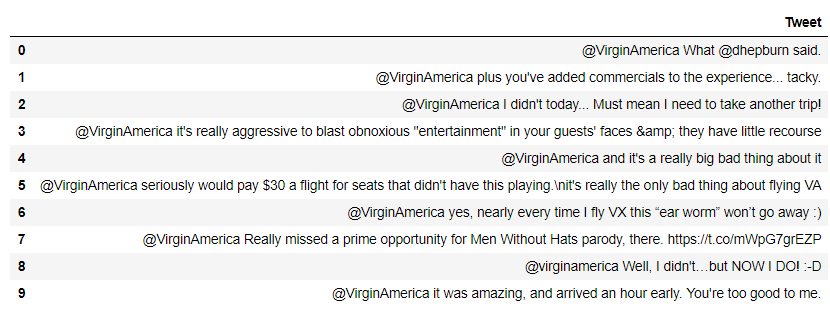 Tweet
0 @VirginAmerica What @dhepburn said.
1 @VirginAmerica plus you've added commercials to the experience... tacky.
2 @VirginAmerica I didn't today... Must mean I need to take another trip!
3 @VirginAmerica it's really aggressive to blast obnoxious "entertainment" in your guests' faces &amp; they have little recourse
4 @VirginAmerica and it's a really big bad thing about it
5 @VirginAmerica seriously would pay $30 a flight for seats that didn't have this playing.\nit's really the only bad thing about flying VA
6 @VirginAmerica yes, nearly every time I fly VX this “ear worm” won’t go away :)
7 @VirginAmerica Really missed a prime opportunity for Men Without Hats parody, there. https://t.co/mWpG7grEZP
8 @virginamerica Well, I didn't…but NOW I DO! :-D
9 @VirginAmerica it was amazing, and arrived an hour early. You're too good to me.